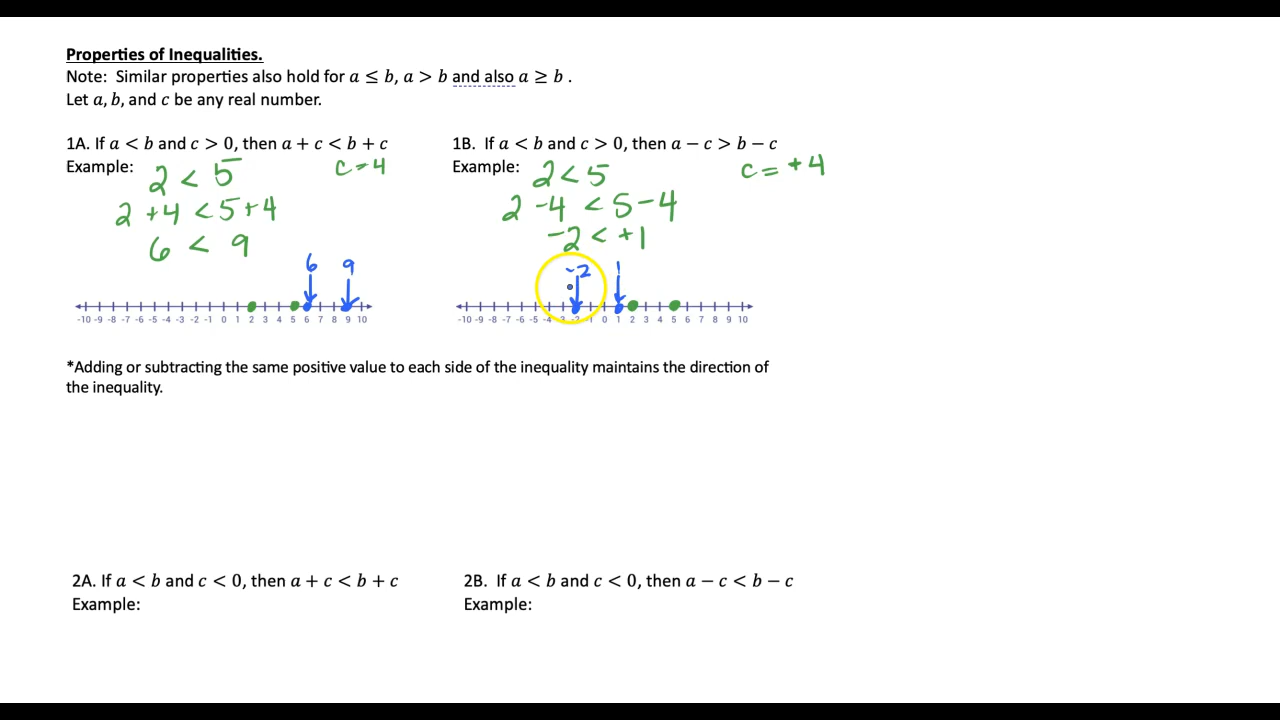 Properties of Inequalities.
Note: Similar properties also hold for a ≤ b, a > b and also a ≥ b .
Let a, b, and c be any real number.
1A. If a < b and c > 0, then a + c < b + c
Example:
c = 4
2 < 5
2 + 4 < 5 + 4
6 < 9
6 9
-10 -9 -8 -7 -6 -5 -4 -3 -2 -1 0 1 2 3 4 5 6 7 8 9 10
1B. If a < b and c > 0, then a − c > b − c
Example:
c = +4
2 < 5
2 - 4 < 5 - 4
-2 < +1
-2 1
-10 -9 -8 -7 -6 -5 -4 -3 -2 -1 0 1 2 3 4 5 6 7 8 9 10
*Adding or subtracting the same positive value to each side of the inequality maintains the direction of
the inequality.
2A. If a < b and c < 0, then a + c < b + c
Example:
2B. If a < b and c < 0, then a − c < b − c
Example: